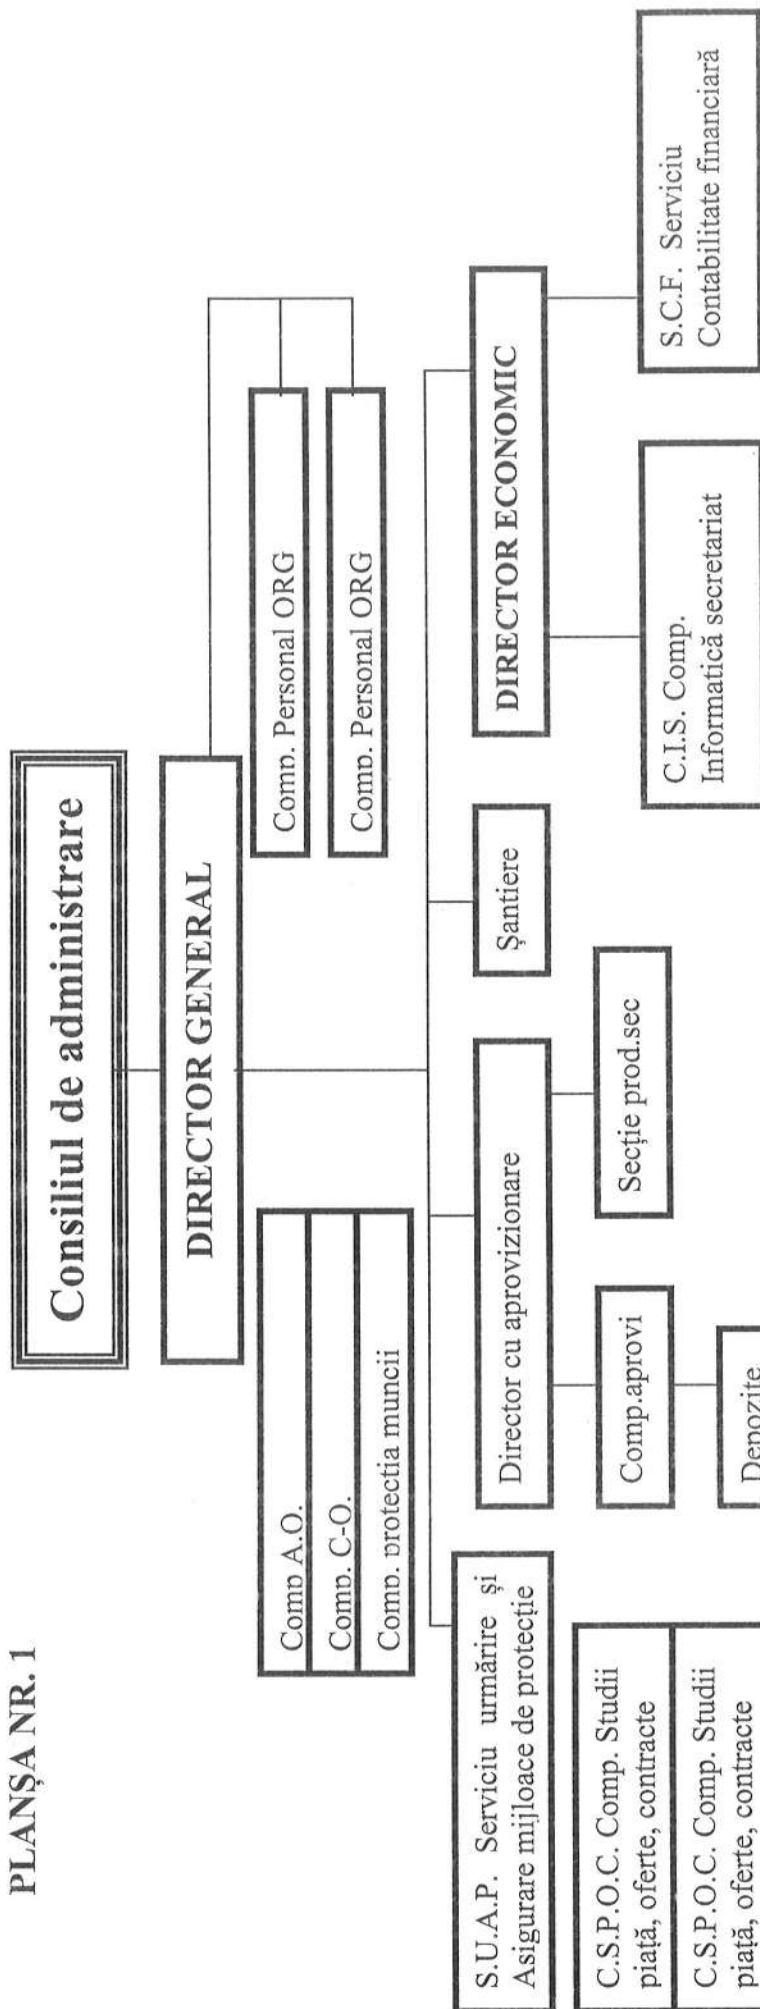 PLANȘA NR. 1
Consiliul de administrare
DIRECTOR GENERAL
Comp A.O.
Comp. C-O.
Comp. protectia muncii
Comp. Personal ORG
Comp. Personal ORG
S.U.A.P. Serviciu urmărire și
Asigurare mijloace de protecție
Director cu aprovizionare
Șantiere
DIRECTOR ECONOMIC
C.S.P.O.C. Comp. Studii
piață, oferte, contracte
C.S.P.O.C. Comp. Studii
piață, oferte, contracte
Comp.aprovi
Secție prod.sec
Depozite
C.I.S. Comp.
Informatică secretariat
S.C.F. Serviciu
Contabilitate financiară